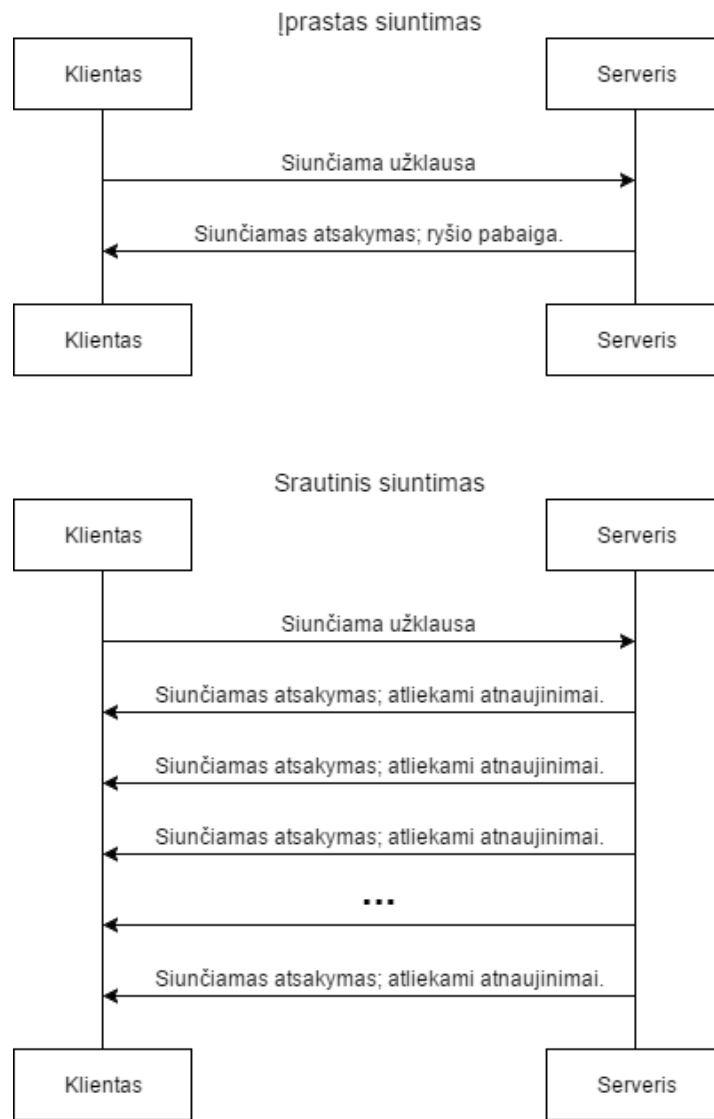 Įprastas siuntimas
Klientas
Serveris
Siunčiama užklausa
Siunčiamas atsakymas; ryšio pabaiga.
Klientas
Serveris
Srautinis siuntimas
Klientas
Serveris
Siunčiama užklausa
Siunčiamas atsakymas; atliekami atnaujinimai.
Siunčiamas atsakymas; atliekami atnaujinimai.
Siunčiamas atsakymas; atliekami atnaujinimai.
...
Siunčiamas atsakymas; atliekami atnaujinimai.
Klientas
Serveris